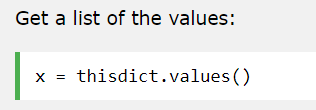 Get a list of the values:
x = thisdict.values()